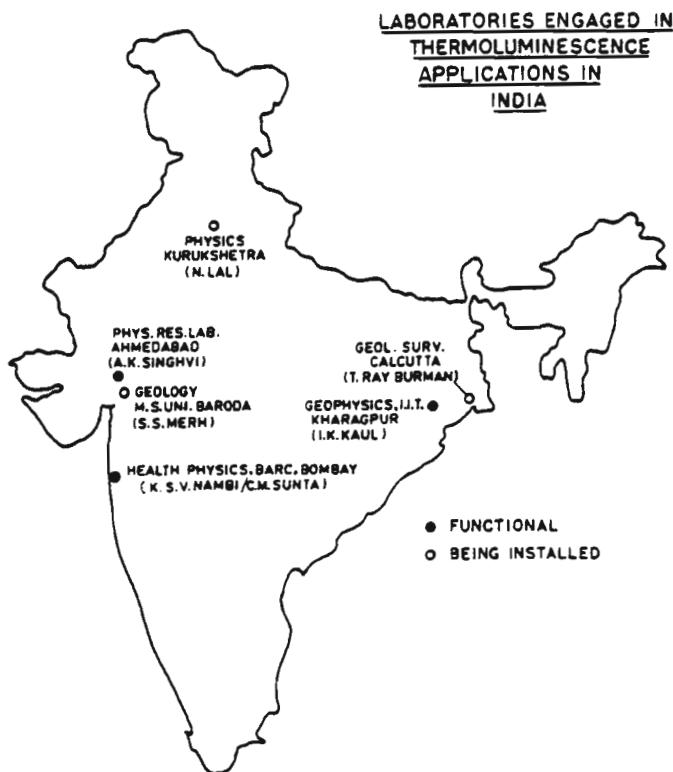 LABORATORIES ENGAGED IN
THERMOLUMINESCENCE
APPLICATIONS IN
INDIA
PHYSICS
KURUKSHETRA
(N.LAL)
PHYS.RES.LAB.
AHMEDABAD
(A.K.SINGHVI)
GEOLOGY
M.S.UNI.BARODA
(S.S.MERH)
GEOL. SURV.
CALCUTTA
(T.RAY BURMAN)
GEOPHYSICS,I.I.T.
KHARAGPUR
(I.K.KAUL)
HEALTH PHYSICS,BARC,BOMBAY
(K.S.V.NAMBI/C.M.SUNTA)
FUNCTIONAL
BEING INSTALLED